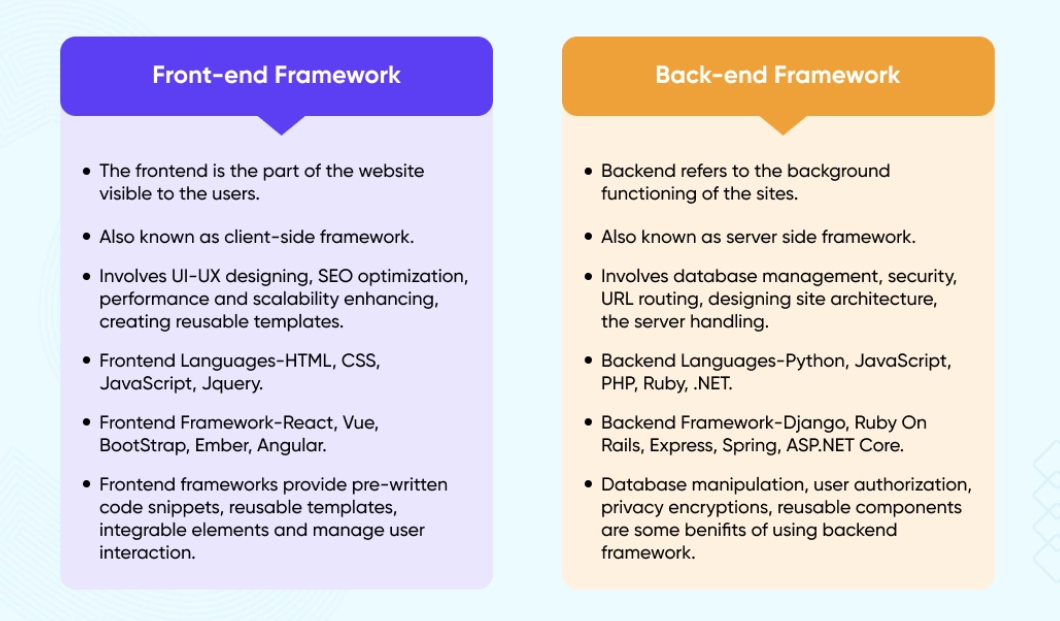 Front-end Framework
• The frontend is the part of the website
visible to the users.
• Also known as client-side framework.
• Involves UI-UX designing, SEO optimization,
performance and scalability enhancing,
creating reusable templates.
• Frontend Languages-HTML, CSS,
JavaScript, Jquery.
• Frontend Framework-React, Vue,
BootStrap, Ember, Angular.
• Frontend frameworks provide pre-written
code snippets, reusable templates,
integrable elements and manage user
interaction.
Back-end Framework
• Backend refers to the background
functioning of the sites.
• Also known as server side framework.
• Involves database management, security,
URL routing, designing site architecture,
the server handling.
• Backend Languages-Python, JavaScript,
PHP, Ruby, .NET.
• Backend Framework-Django, Ruby On
Rails, Express, Spring, ASP.NET Core.
• Database manipulation, user authorization,
privacy encryptions, reusable components
are some benifits of using backend
framework.